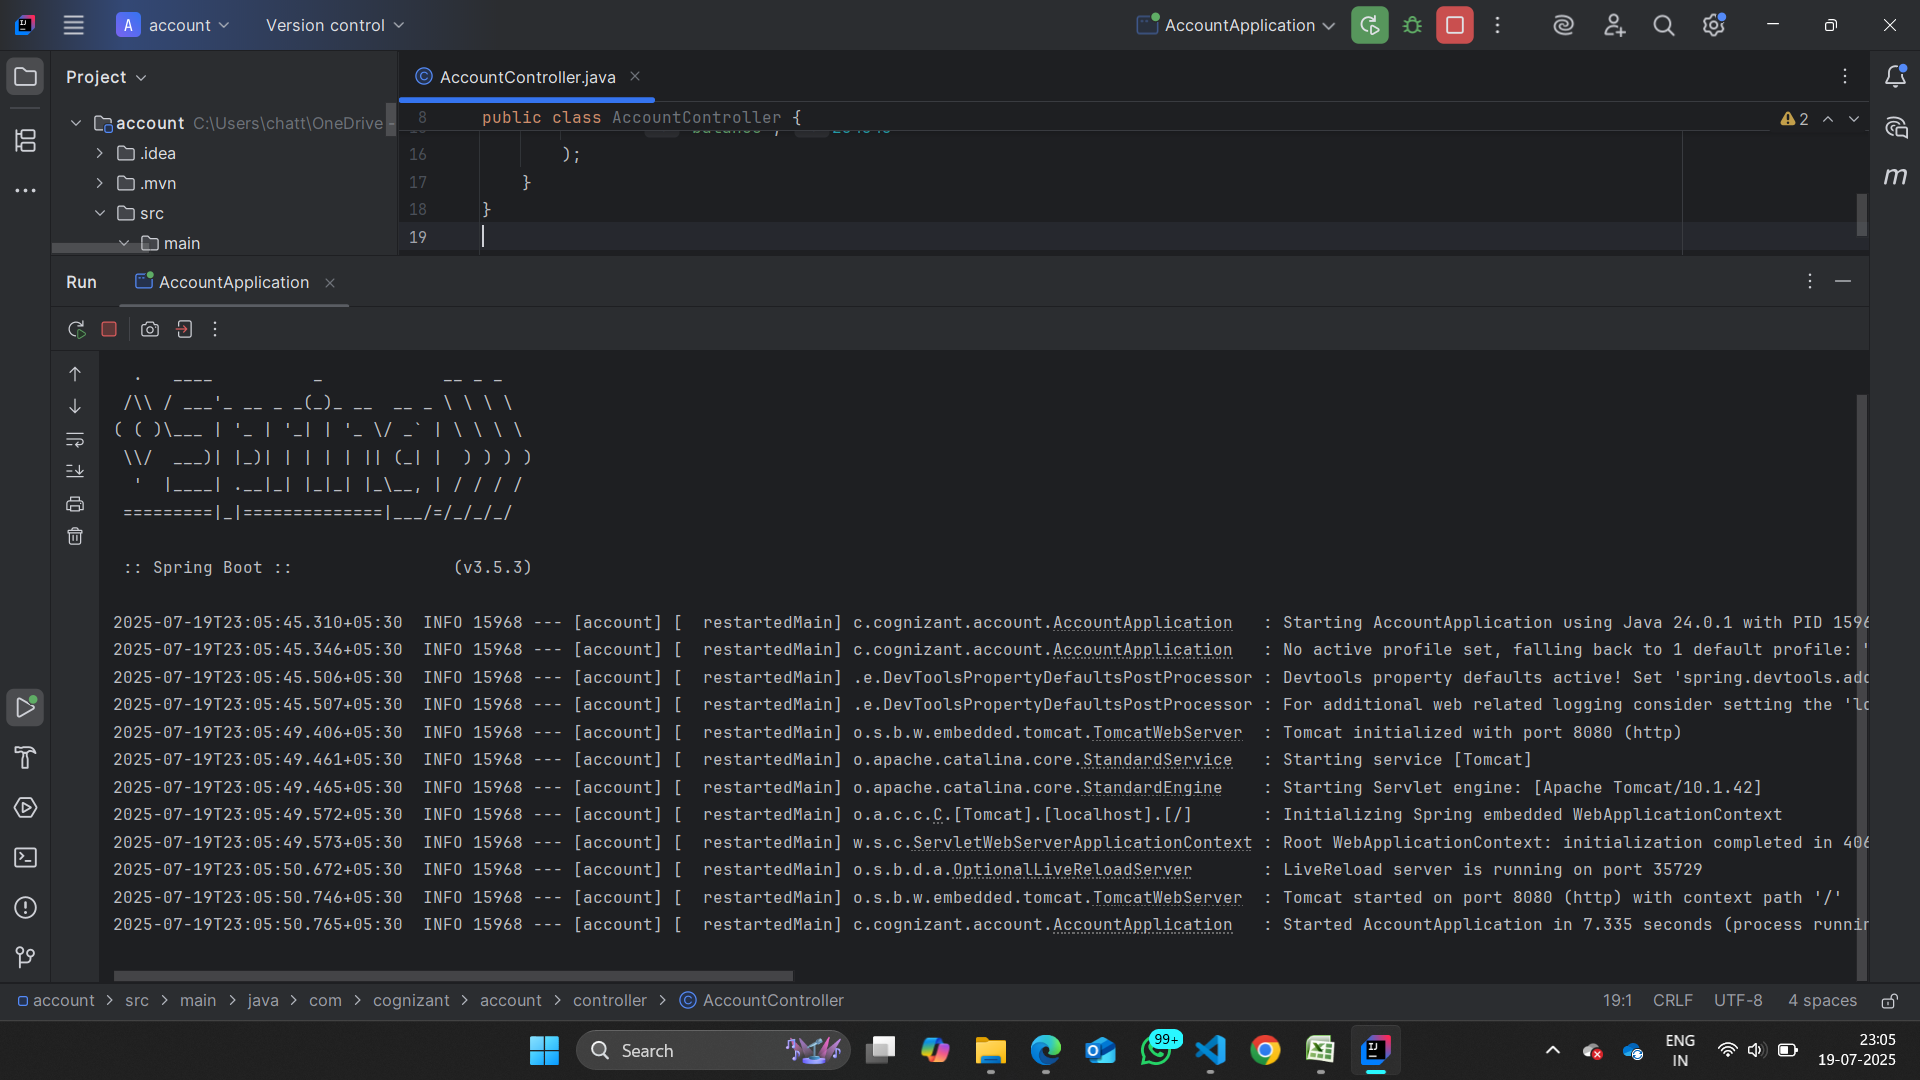 A account Version control AccountApplication
Project
AccountController.java
account C:\Users\chatt\OneDrive -
.idea
.mvn
src
main
8 public class AccountController {
2
16 );
17 }
18 }
19
Run AccountApplication
  .   ____          _            __ _ _
 /\\ / ___'_ __ _ _(_)_ __  __ _ \ \ \ \
( ( )\___ | '_ | '_| | '_ \/ _` | \ \ \ \
 \\/  ___)| |_)| | | | | || (_| |  ) ) ) )
  '  |____| .__|_| |_|_| |_\__, | / / / /
 =========|_|==============|___/=/_/_/_/
 :: Spring Boot ::                (v3.5.3)
2025-07-19T23:05:45.310+05:30  INFO 15968 --- [account] [  restartedMain] c.cognizant.account.AccountApplication   : Starting AccountApplication using Java 24.0.1 with PID 1596
2025-07-19T23:05:45.346+05:30  INFO 15968 --- [account] [  restartedMain] c.cognizant.account.AccountApplication   : No active profile set, falling back to 1 default profile: "
2025-07-19T23:05:45.506+05:30  INFO 15968 --- [account] [  restartedMain] .e.DevToolsPropertyDefaultsPostProcessor : Devtools property defaults active! Set 'spring.devtools.add
2025-07-19T23:05:45.507+05:30  INFO 15968 --- [account] [  restartedMain] .e.DevToolsPropertyDefaultsPostProcessor : For additional web related logging consider setting the 'lo
2025-07-19T23:05:49.406+05:30  INFO 15968 --- [account] [  restartedMain] o.s.b.w.embedded.tomcat.TomcatWebServer  : Tomcat initialized with port 8080 (http)
2025-07-19T23:05:49.461+05:30  INFO 15968 --- [account] [  restartedMain] o.apache.catalina.core.StandardService   : Starting service [Tomcat]
2025-07-19T23:05:49.465+05:30  INFO 15968 --- [account] [  restartedMain] o.apache.catalina.core.StandardEngine    : Starting Servlet engine: [Apache Tomcat/10.1.42]
2025-07-19T23:05:49.572+05:30  INFO 15968 --- [account] [  restartedMain] o.a.c.c.C.[Tomcat].[localhost].[/]       : Initializing Spring embedded WebApplicationContext
2025-07-19T23:05:49.573+05:30  INFO 15968 --- [account] [  restartedMain] w.s.c.ServletWebServerApplicationContext : Root WebApplicationContext: initialization completed in 406
2025-07-19T23:05:50.672+05:30  INFO 15968 --- [account] [  restartedMain] o.s.b.d.a.OptionalLiveReloadServer       : LiveReload server is running on port 35729
2025-07-19T23:05:50.746+05:30  INFO 15968 --- [account] [  restartedMain] o.s.b.w.embedded.tomcat.TomcatWebServer  : Tomcat started on port 8080 (http) with context path '/'
2025-07-19T23:05:50.765+05:30  INFO 15968 --- [account] [  restartedMain] c.cognizant.account.AccountApplication   : Started AccountApplication in 7.335 seconds (process runnin
account > src > main > java > com > cognizant > account > controller > AccountController 19:1 CRLF UTF-8 4 spaces
Search 99+ ENG IN 23:05
19-07-2025